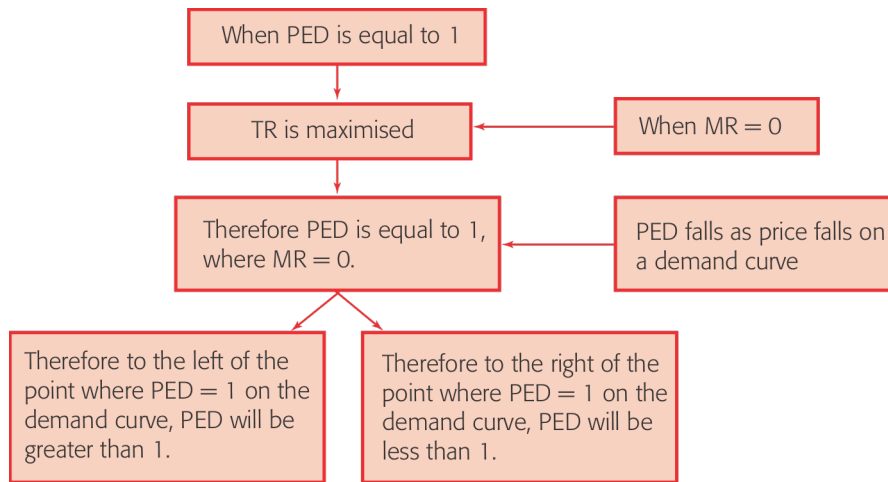 When PED is equal to 1
TR is maximised
When MR = 0
Therefore PED is equal to 1,
where MR = 0.
PED falls as price falls on
a demand curve
Therefore to the left of the
point where PED = 1 on the
demand curve, PED will be
greater than 1.
Therefore to the right of the
point where PED = 1 on the
demand curve, PED will be
less than 1.